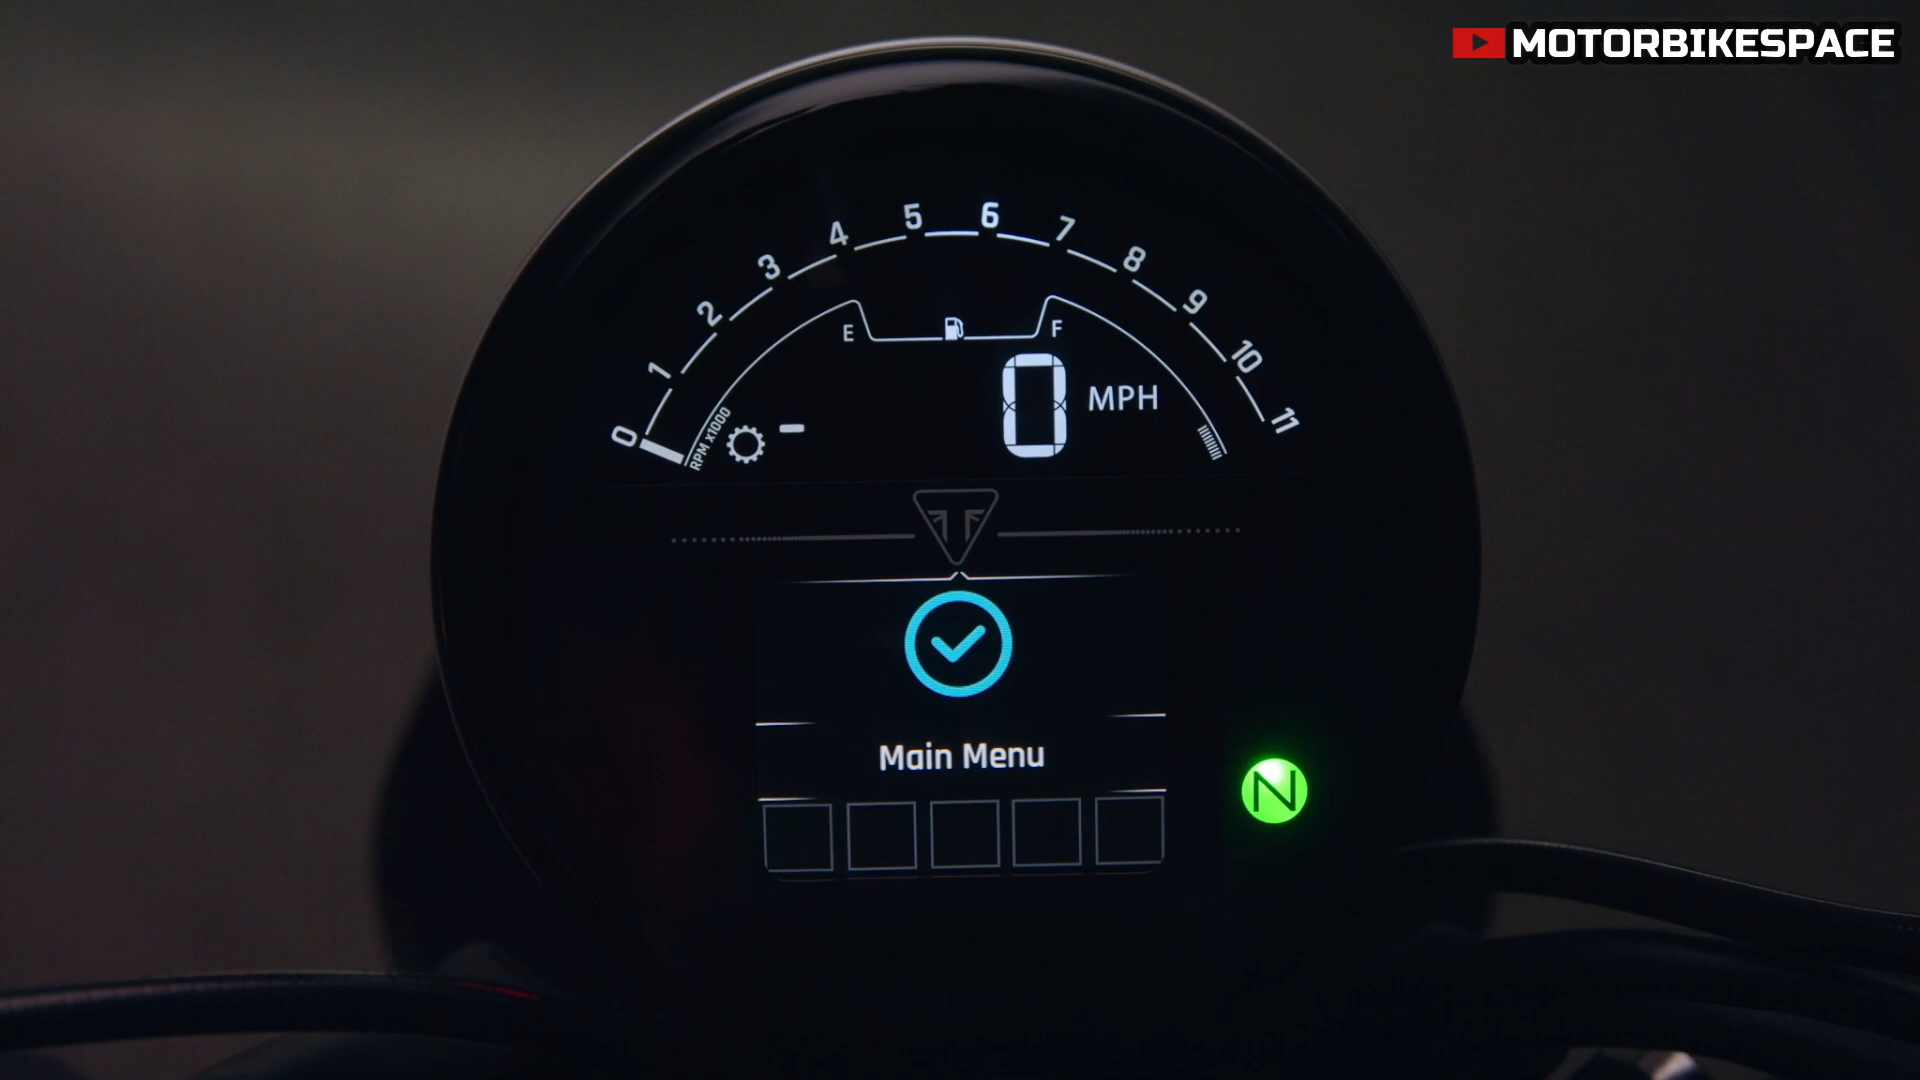 MOTORBIKESPACE
0 1 2 3 4 5 6 7 8 9 10 11
RPM x1000
E F
- 0 MPH
Main Menu
N